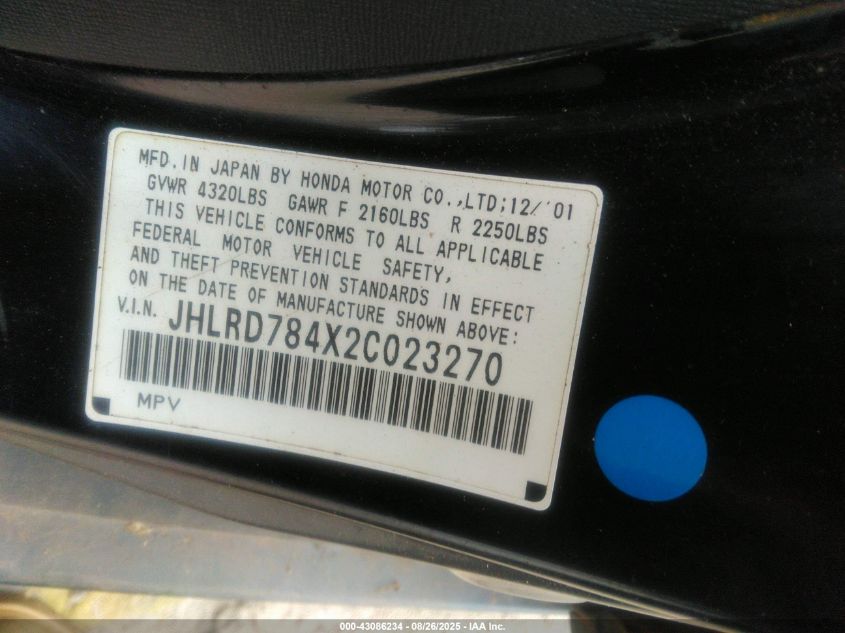 MFD.IN JAPAN BY HONDA MOTOR CO.,LTD;12/'01
GVWR 4320LBS GAWR F 2160LBS R 2250LBS
THIS VEHICLE CONFORMS TO ALL APPLICABLE
FEDERAL MOTOR VEHICLE SAFETY,
AND THEFT PREVENTION STANDARDS IN EFFECT
ON THE DATE OF MANUFACTURE SHOWN ABOVE:
V.I.N. JHLRD784X2C023270
MPV
000-43086234 - 08/26/2025 - IAA Inc.